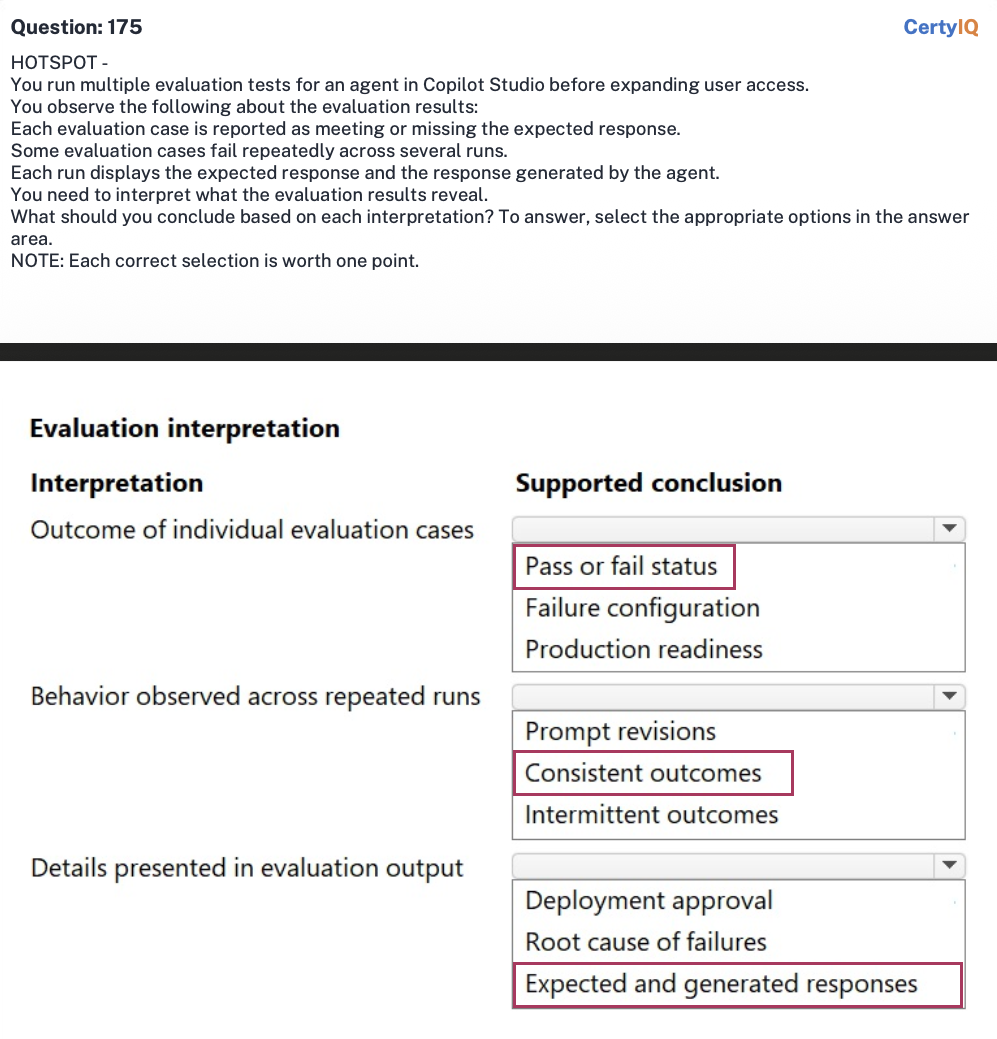 Question: 175
CertyIQ
HOTSPOT -
You run multiple evaluation tests for an agent in Copilot Studio before expanding user access.
You observe the following about the evaluation results:
Each evaluation case is reported as meeting or missing the expected response.
Some evaluation cases fail repeatedly across several runs.
Each run displays the expected response and the response generated by the agent.
You need to interpret what the evaluation results reveal.
What should you conclude based on each interpretation? To answer, select the appropriate options in the answer
area.
NOTE: Each correct selection is worth one point.
Evaluation interpretation
Interpretation
Supported conclusion
Outcome of individual evaluation cases
Pass or fail status
Failure configuration
Production readiness
Behavior observed across repeated runs
Prompt revisions
Consistent outcomes
Intermittent outcomes
Details presented in evaluation output
Deployment approval
Root cause of failures
Expected and generated responses